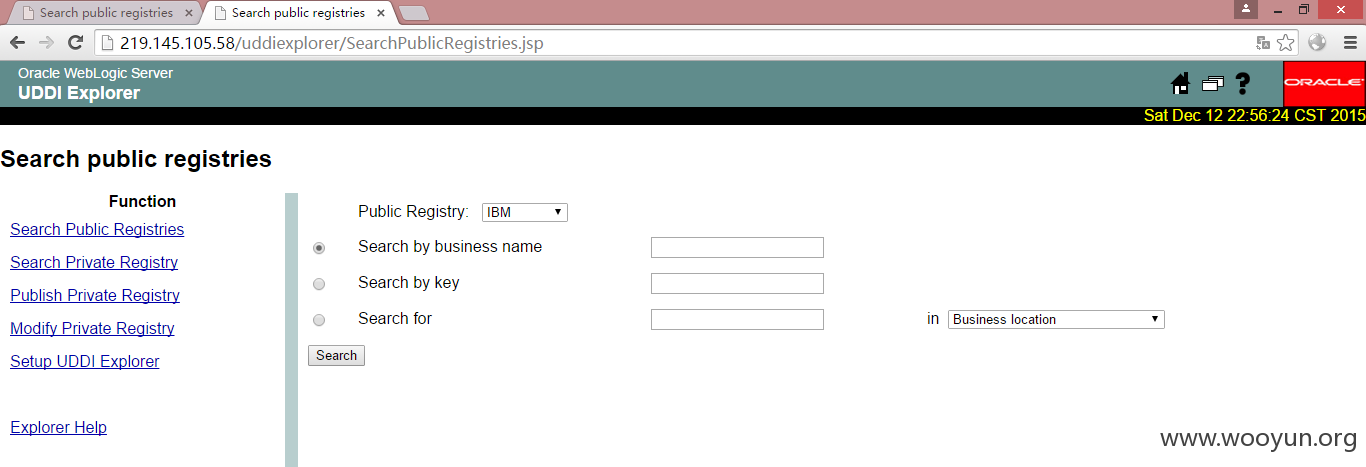 Search public registries
Search public registries
219.145.105.58/uddiexplorer/SearchPublicRegistries.jsp
Oracle WebLogic Server
UDDI Explorer
ORACLE
Sat Dec 12 22:56:24 CST 2015
Search public registries
Function
Search Public Registries
Search Private Registry
Publish Private Registry
Modify Private Registry
Setup UDDI Explorer
Explorer Help
Public Registry: IBM
Search by business name
Search by key
Search for in Business location
Search
www.wooyun.org